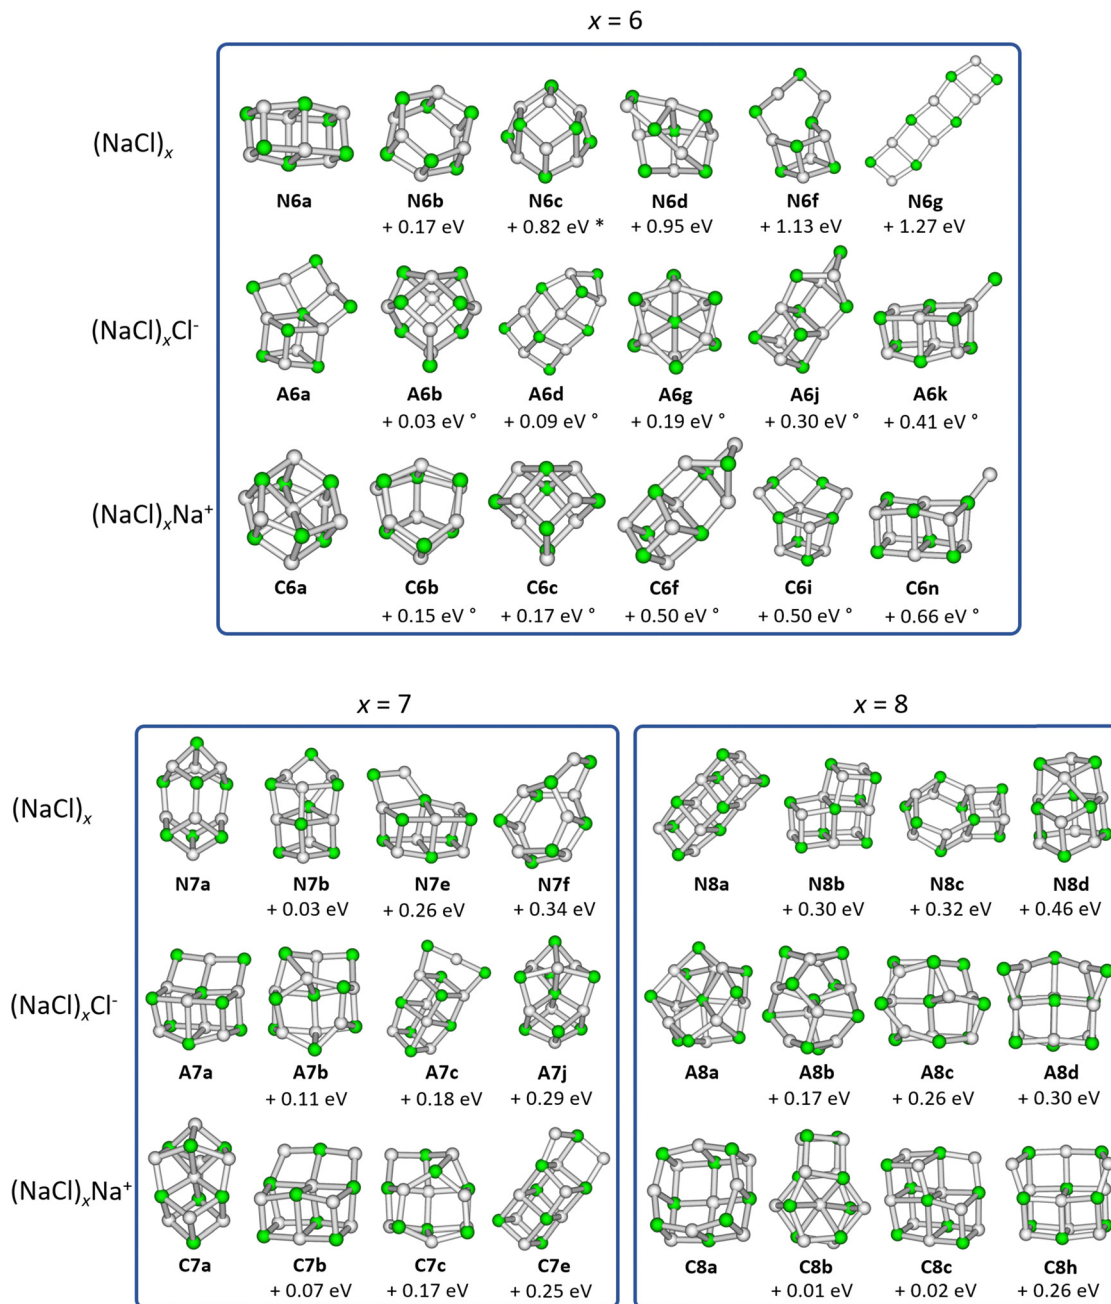 x = 6
(NaCl)x
N6a N6b N6c N6d N6f N6g
+ 0.17 eV + 0.82 eV * + 0.95 eV + 1.13 eV + 1.27 eV
(NaCl)xCl-
A6a A6b A6d A6g A6j A6k
+ 0.03 eV ° + 0.09 eV ° + 0.19 eV ° + 0.30 eV ° + 0.41 eV °
(NaCl)xNa+
C6a C6b C6c C6f C6i C6n
+ 0.15 eV ° + 0.17 eV ° + 0.50 eV ° + 0.50 eV ° + 0.66 eV °
x = 7 x = 8
(NaCl)x
N7a N7b N7e N7f N8a N8b N8c N8d
+ 0.03 eV + 0.26 eV + 0.34 eV + 0.30 eV + 0.32 eV + 0.46 eV
(NaCl)xCl-
A7a A7b A7c A7j A8a A8b A8c A8d
+ 0.11 eV + 0.18 eV + 0.29 eV + 0.17 eV + 0.26 eV + 0.30 eV
(NaCl)xNa+
C7a C7b C7c C7e C8a C8b C8c C8h
+ 0.07 eV + 0.17 eV + 0.25 eV + 0.01 eV + 0.02 eV + 0.26 eV